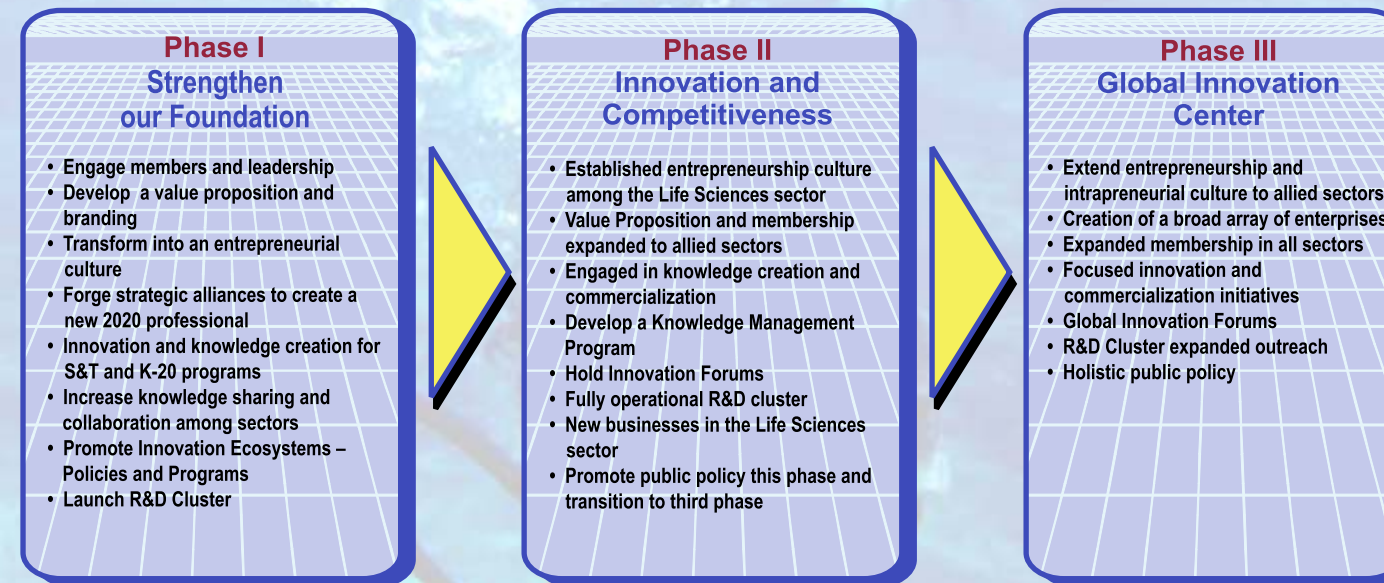 Phase I
Strengthen
our Foundation
• Engage members and leadership
• Develop a value proposition and
branding
• Transform into an entrepreneurial
culture
• Forge strategic alliances to create a
new 2020 professional
• Innovation and knowledge creation for
S&T and K-20 programs
• Increase knowledge sharing and
collaboration among sectors
• Promote Innovation Ecosystems –
Policies and Programs
• Launch R&D Cluster
Phase II
Innovation and
Competitiveness
• Established entrepreneurship culture
among the Life Sciences sector
• Value Proposition and membership
expanded to allied sectors
• Engaged in knowledge creation and
commercialization
• Develop a Knowledge Management
Program
• Hold Innovation Forums
• Fully operational R&D cluster
• New businesses in the Life Sciences
sector
• Promote public policy this phase and
transition to third phase
Phase III
Global Innovation
Center
• Extend entrepreneurship and
intrapreneurial culture to allied sectors
• Creation of a broad array of enterprises
• Expanded membership in all sectors
• Focused innovation and
commercialization initiatives
• Global Innovation Forums
• R&D Cluster expanded outreach
• Holistic public policy